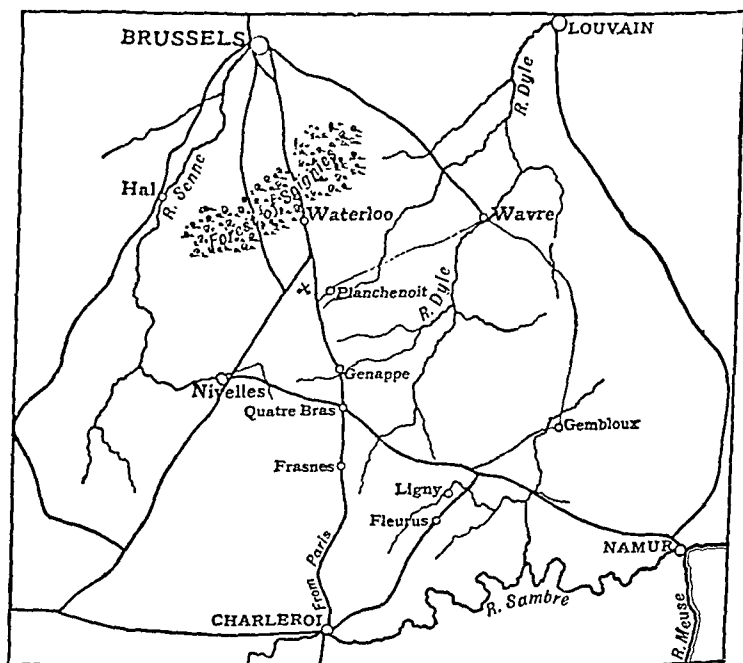 BRUSSELS
LOUVAIN
R. Dyle
Hal
R. Senne
Forest of Soignies
Waterloo
Wavre
Planchenoit
R. Dyle
Nivelles
Genappe
Quatre Bras
Gembloux
Frasnes
Ligny
Fleurus
From Paris
NAMUR
CHARLEROI
R. Sambre
R. Meuse